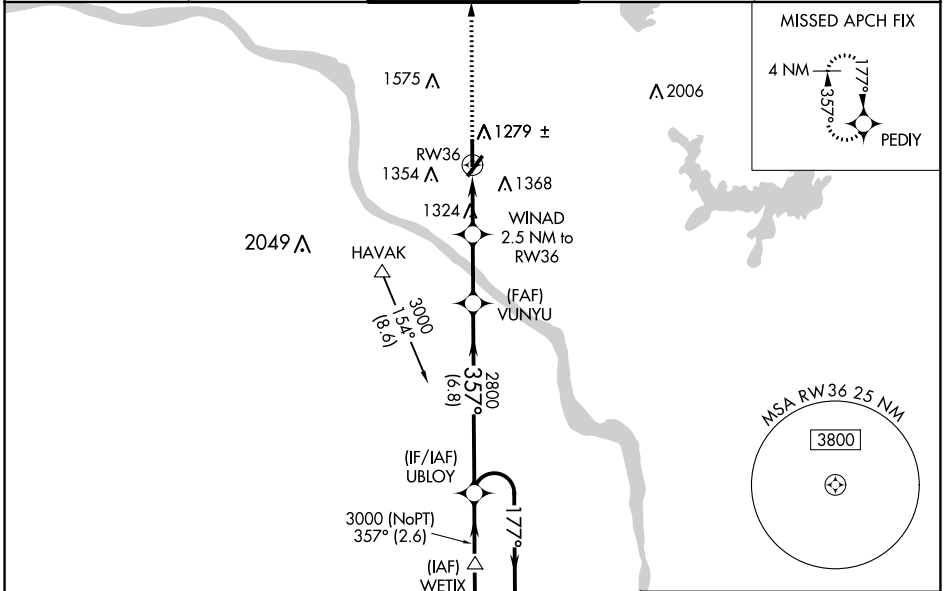 MISSED APCH FIX
4 NM
177°
357°
PEDIY
1575
2006
1279 ±
RW36
1354
1368
1324
WINAD
2.5 NM to
RW36
2049
HAVAK
3000
154°
(8.6)
(FAF)
VUNYU
2800
357°
(6.8)
MSA RW36 25 NM
3800
(IF/IAF)
UBLOY
177°
3000 (NoPT)
357° (2.6)
(IAF)
WETIX